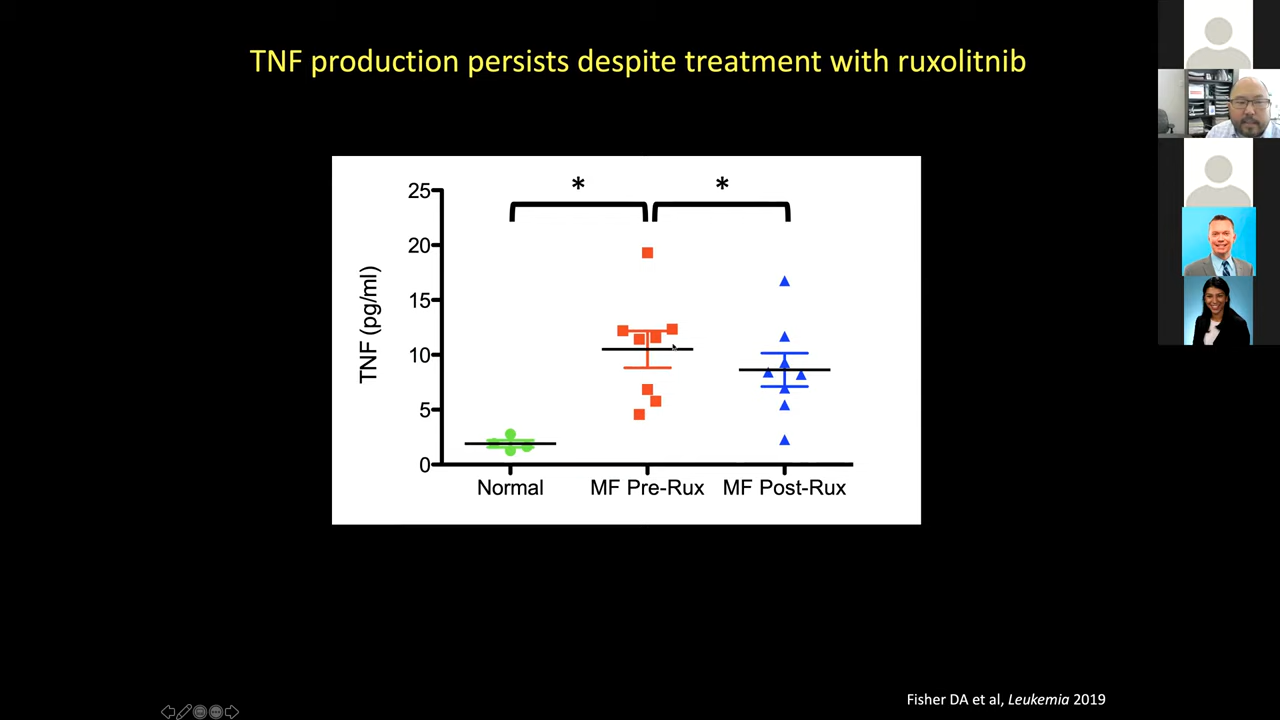 TNF production persists despite treatment with ruxolitnib
* *
25
20
15
10
5
0
TNF (pg/ml)
Normal MF Pre-Rux MF Post-Rux
Fisher DA et al, Leukemia 2019